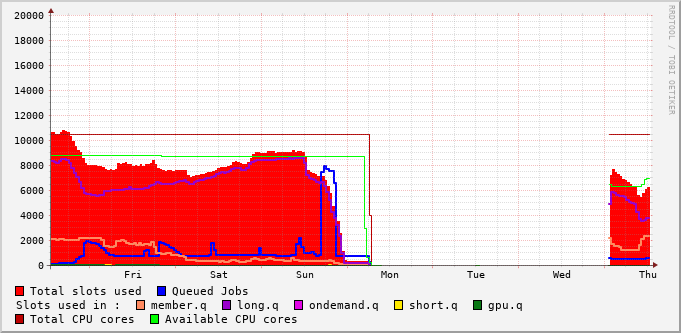 RRDTOOL / TOBI OETIKER
20000
18000
16000
14000
12000
10000
8000
6000
4000
2000
0
Fri Sat Sun Mon Tue Wed Thu
Total slots used Queued Jobs
Slots used in : member.q long.q ondemand.q short.q gpu.q
Total CPU cores Available CPU cores